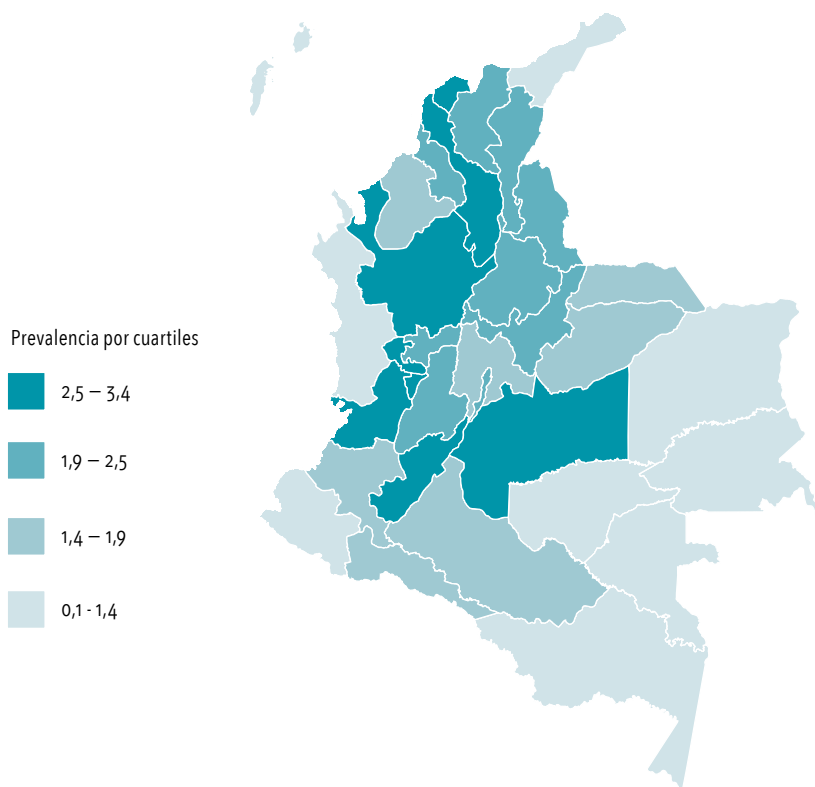 Prevalencia por cuartiles
2,5 – 3,4
1,9 – 2,5
1,4 – 1,9
0,1 - 1,4